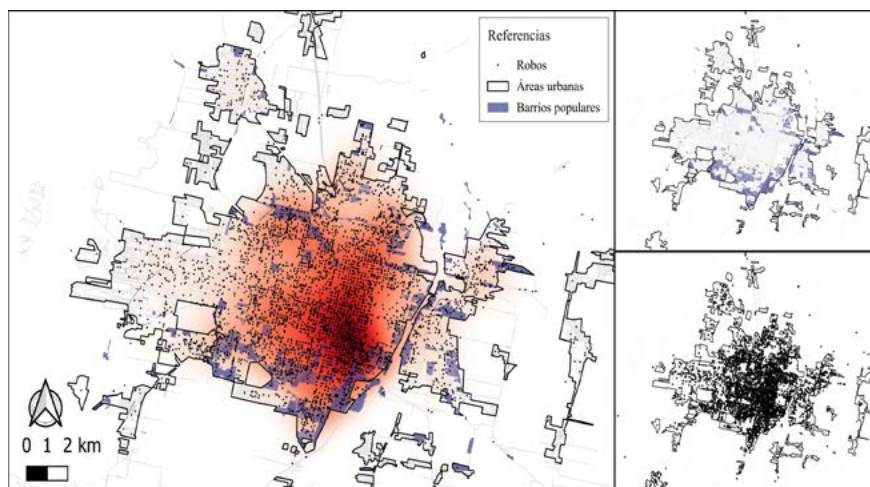 Referencias
Robos
Áreas urbanas
Barrios populares
0 1 2 km